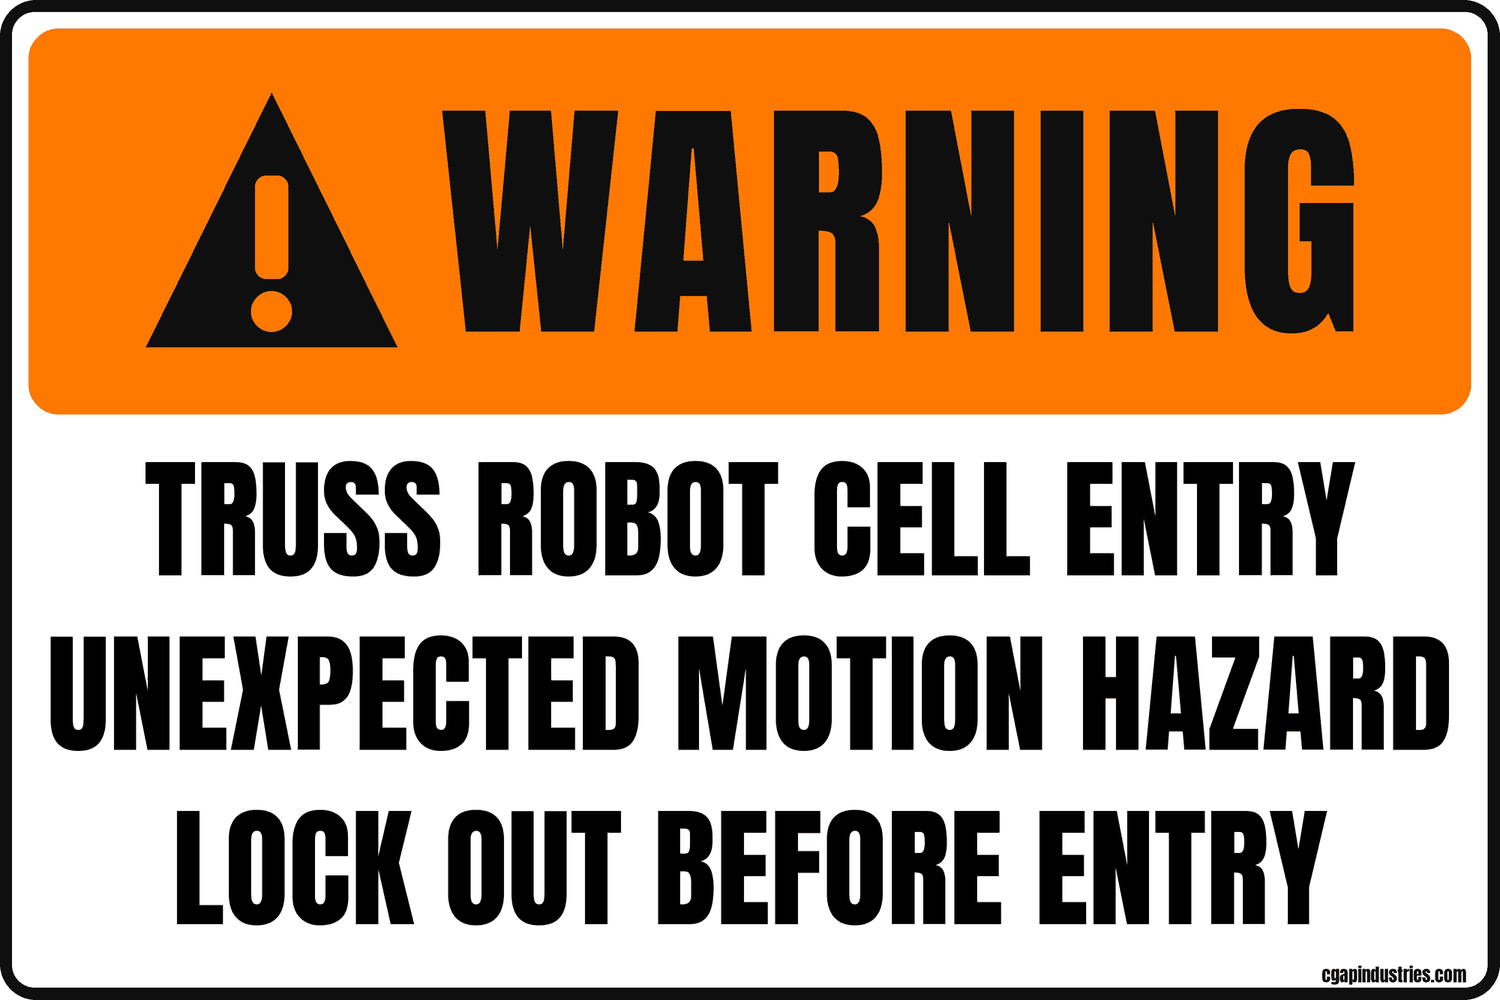 WARNING
TRUSS ROBOT CELL ENTRY
UNEXPECTED MOTION HAZARD
LOCK OUT BEFORE ENTRY
cgapindustries.com